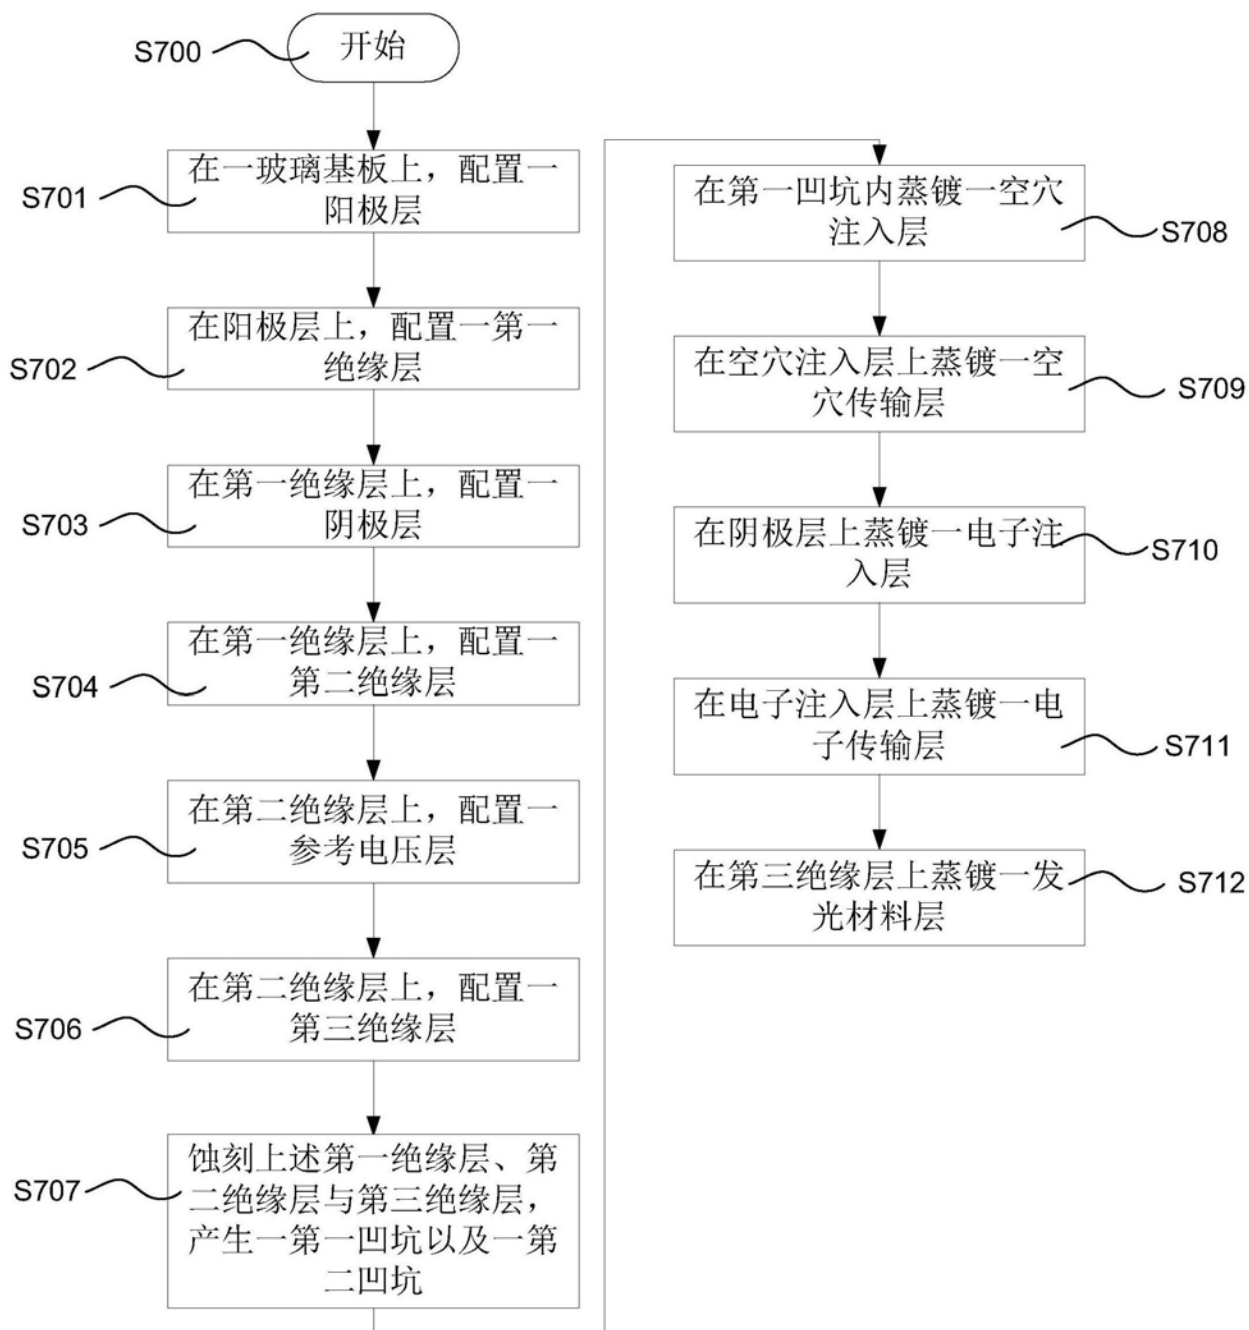 S700
开始
S701
在一玻璃基板上，配置一
阳极层
S702
在阳极层上，配置一第一
绝缘层
S703
在第一绝缘层上，配置一
阴极层
S704
在第一绝缘层上，配置一
第二绝缘层
S705
在第二绝缘层上，配置一
参考电压层
S706
在第二绝缘层上，配置一
第三绝缘层
S707
蚀刻上述第一绝缘层、第
二绝缘层与第三绝缘层，
产生一第一凹坑以及一第
二凹坑
在第一凹坑内蒸镀一空穴
注入层
S708
在空穴注入层上蒸镀一空
穴传输层
S709
在阴极层上蒸镀一电子注
入层
S710
在电子注入层上蒸镀一电
子传输层
S711
在第三绝缘层上蒸镀一发
光材料层
S712